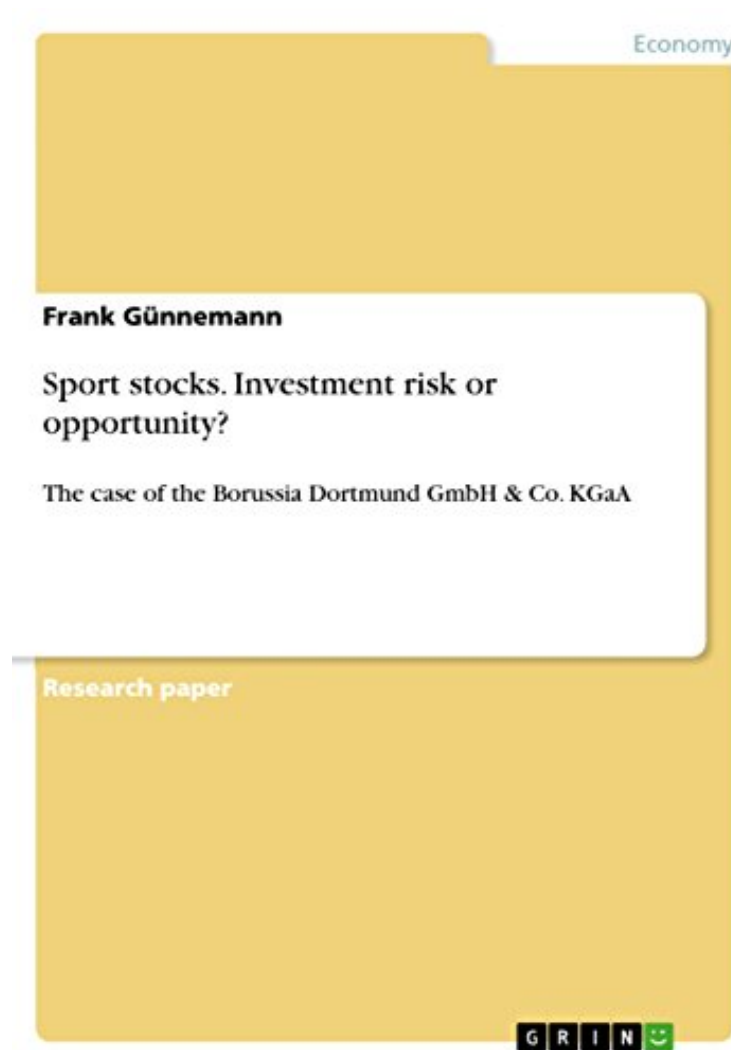 Economy
Frank Günnemann
Sport stocks. Investment risk or
opportunity?
The case of the Borussia Dortmund GmbH & Co. KGaA
Research paper
GRIN